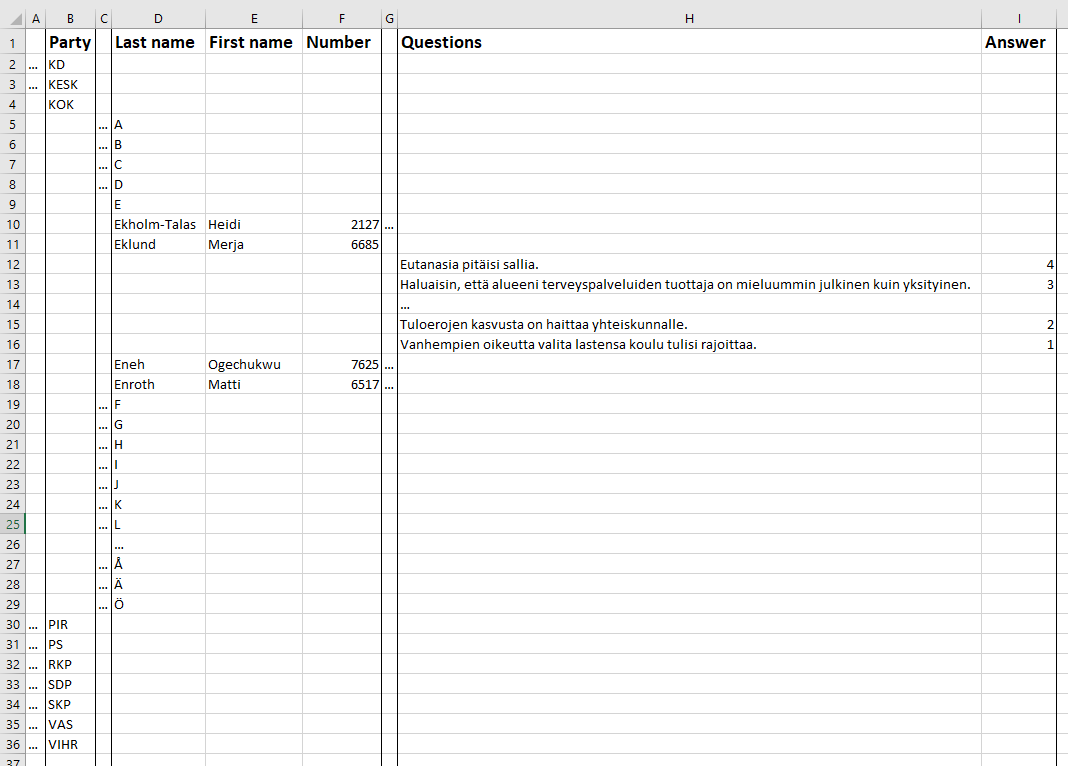 A B C D E F G H I
1 Party Last name First name Number Questions Answer
2 ... KD
3 ... KESK
4 KOK
5 ... A
6 ... B
7 ... C
8 ... D
9 E
10 Ekholm-Talas Heidi 2127 ...
11 Eklund Merja 6685
12 Eutanasia pitäisi sallia. 4
13 Haluaisin, että alueeni terveyspalveluiden tuottaja on mieluummin julkinen kuin yksityinen. 3
14 ...
15 Tuloerojen kasvusta on haittaa yhteiskunnalle. 2
16 Vanhempien oikeutta valita lastensa koulu tulisi rajoittaa. 1
17 Eneh Ogechukwu 7625 ...
18 Enroth Matti 6517 ...
19 ... F
20 ... G
21 ... H
22 ... I
23 ... J
24 ... K
25 ... L
26 ...
27 ... Å
28 ... Ä
29 ... Ö
30 ... PIR
31 ... PS
32 ... RKP
33 ... SDP
34 ... SKP
35 ... VAS
36 ... VIHR
37